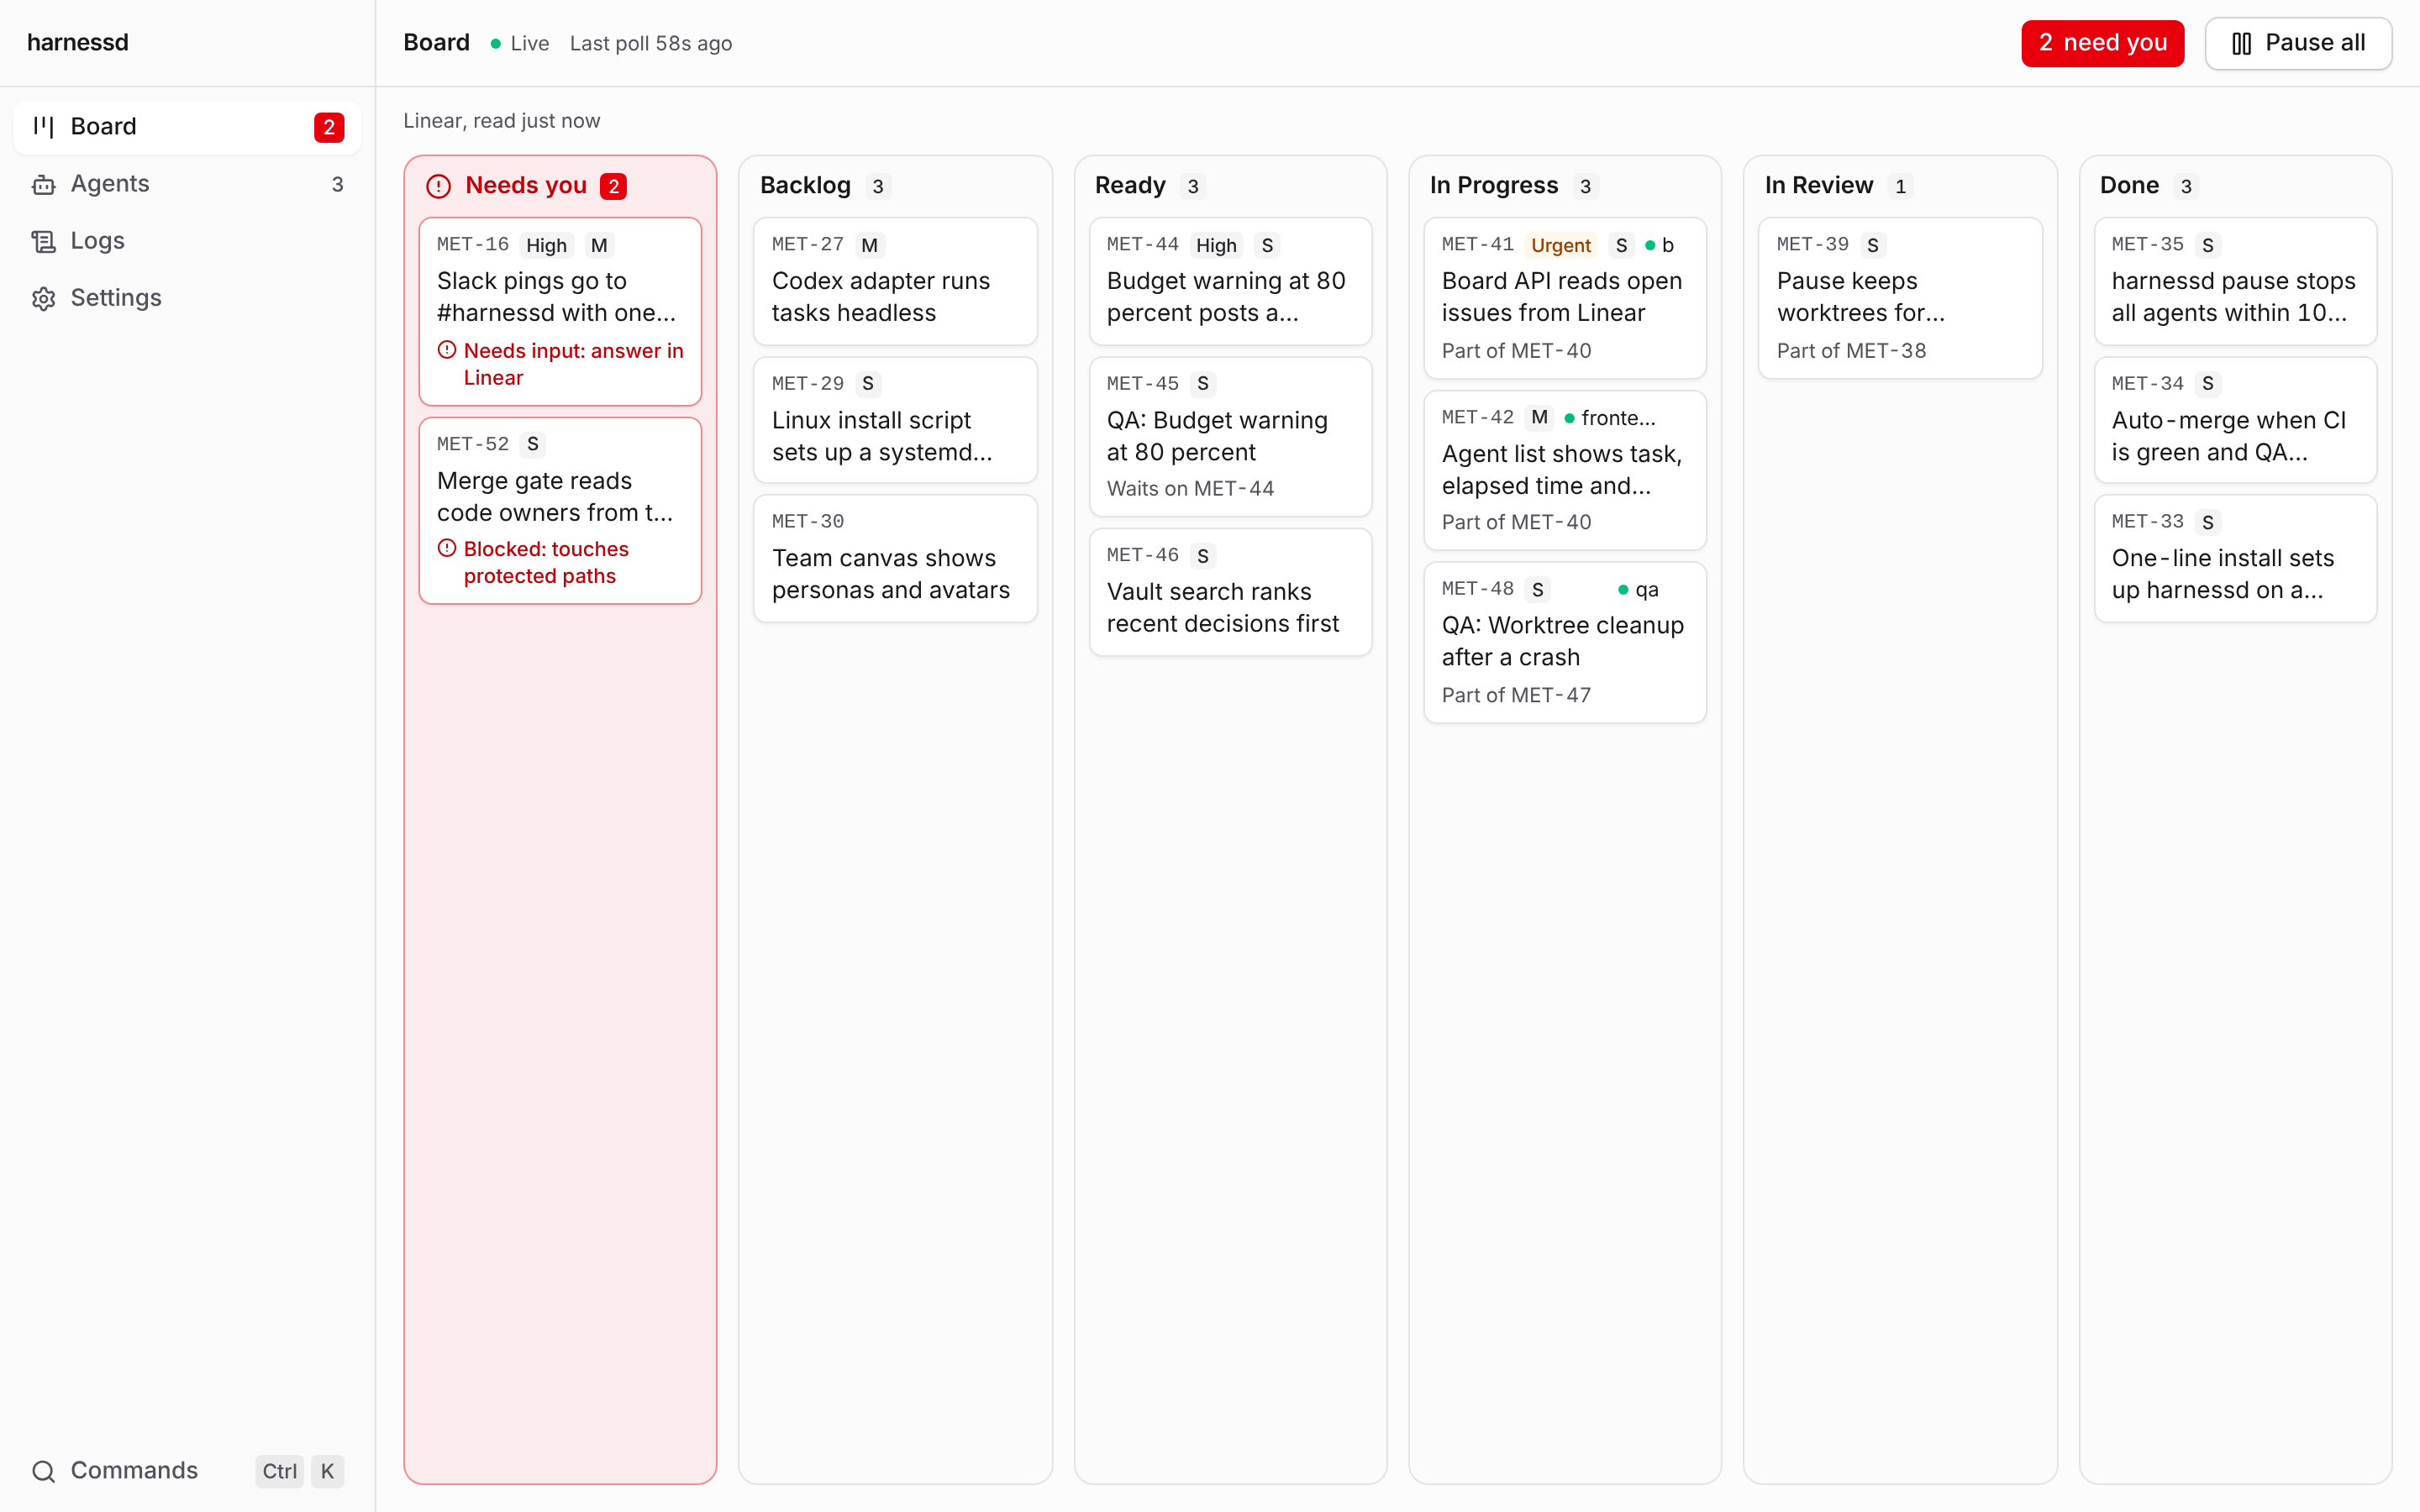 harnessd
Board
2
Agents
3
Logs
Settings
Commands
Ctrl K
Board
Live
Last poll 58s ago
2 need you
Pause all
Linear, read just now
Needs you 2
MET-16 High M
Slack pings go to
#harnessd with one...
Needs input: answer in
Linear
MET-52 S
Merge gate reads
code owners from t...
Blocked: touches
protected paths
Backlog 3
MET-27 M
Codex adapter runs
tasks headless
MET-29 S
Linux install script
sets up a systemd...
MET-30
Team canvas shows
personas and avatars
Ready 3
MET-44 High S
Budget warning at 80
percent posts a...
MET-45 S
QA: Budget warning
at 80 percent
Waits on MET-44
MET-46 S
Vault search ranks
recent decisions first
In Progress 3
MET-41 Urgent S b
Board API reads open
issues from Linear
Part of MET-40
MET-42 M fronte...
Agent list shows task,
elapsed time and...
Part of MET-40
MET-48 S qa
QA: Worktree cleanup
after a crash
Part of MET-47
In Review 1
MET-39 S
Pause keeps
worktrees for...
Part of MET-38
Done 3
MET-35 S
harnessd pause stops
all agents within 10...
MET-34 S
Auto-merge when CI
is green and QA...
MET-33 S
One-line install sets
up harnessd on a...